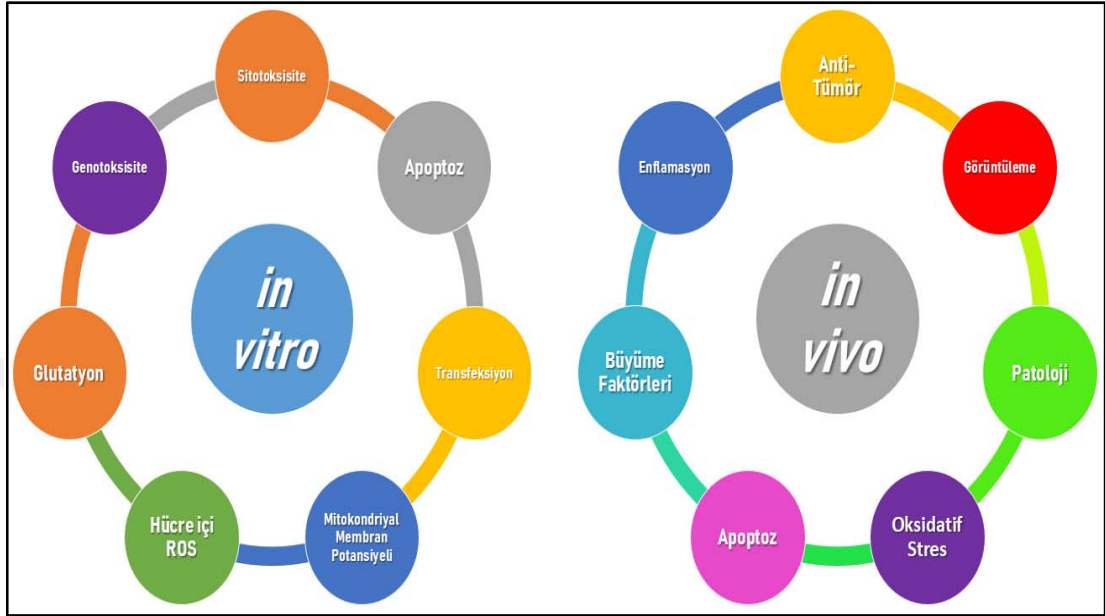 in
vitro
Sitotoksisite
Apoptoz
Transfeksiyon
Mitokondriyal
Membran
Potansiyeli
Hücre içi
ROS
Glutatyon
Genotoksisite
in
vivo
Anti-
Tümör
Görüntüleme
Patoloji
Oksidatif
Stres
Apoptoz
Büyüme
Faktörleri
Enflamasyon